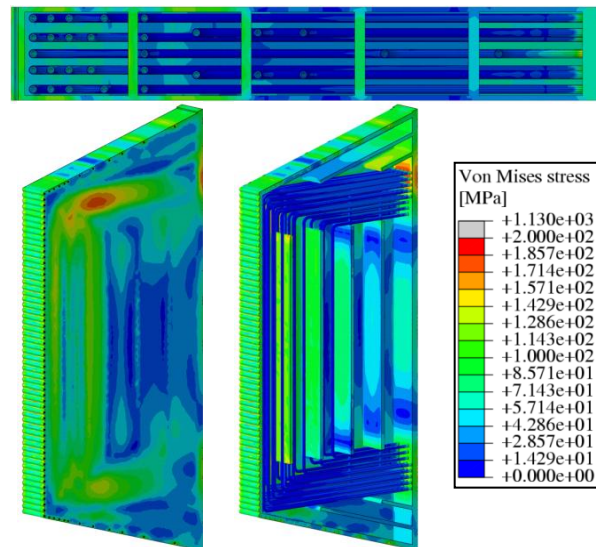 Von Mises stress
[MPa]
+1.130e+03
+2.000e+02
+1.857e+02
+1.714e+02
+1.571e+02
+1.429e+02
+1.286e+02
+1.143e+02
+1.000e+02
+8.571e+01
+7.143e+01
+5.714e+01
+4.286e+01
+2.857e+01
+1.429e+01
+0.000e+00